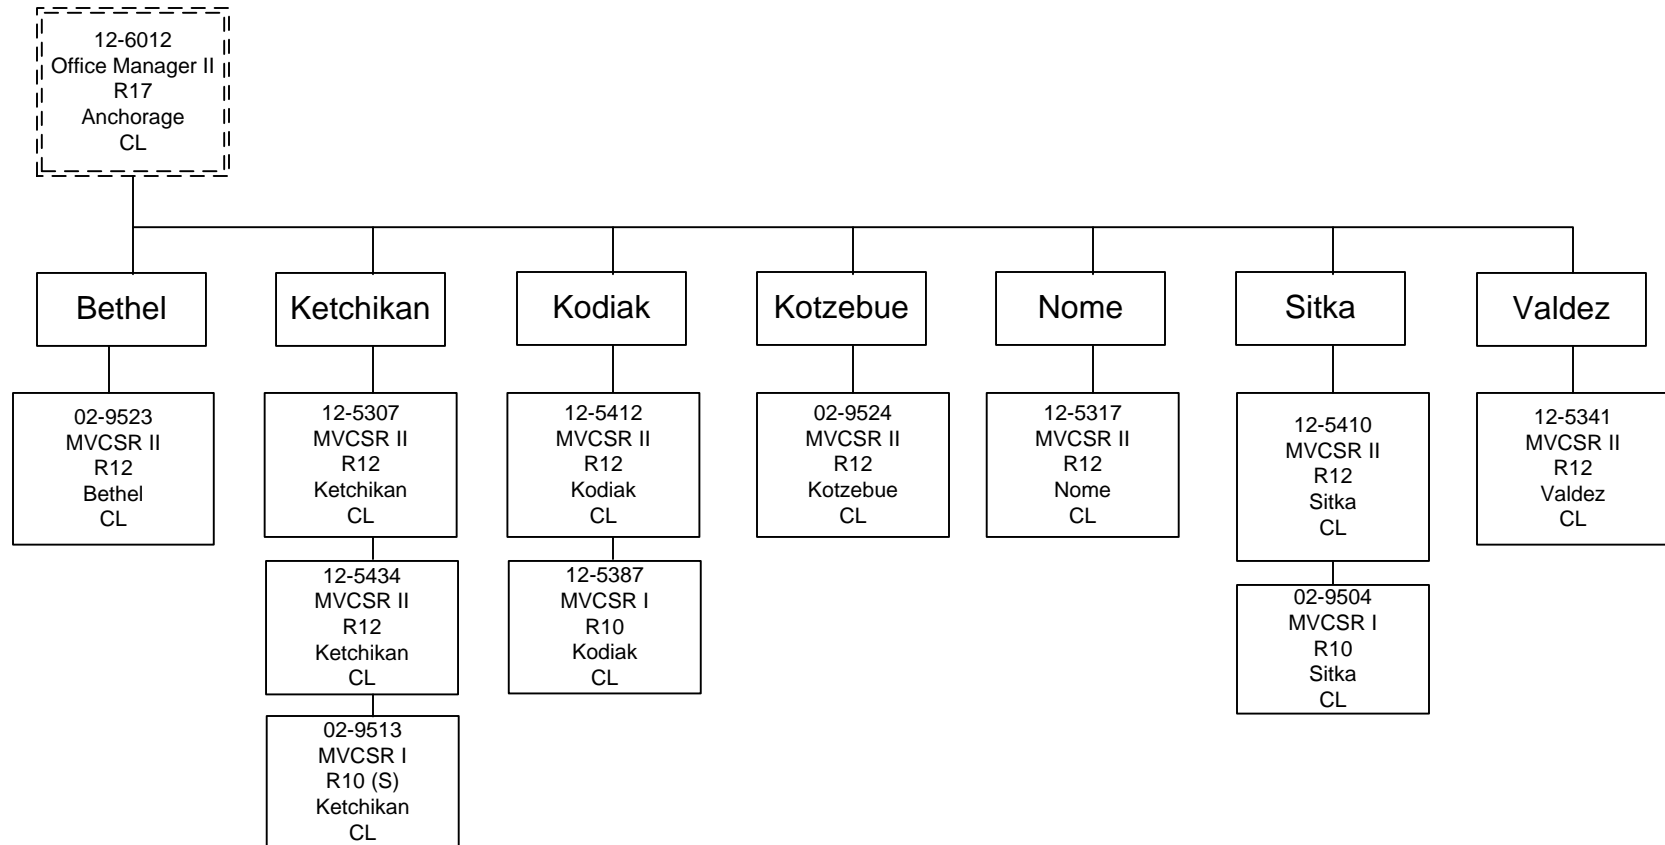 12-6012
Office Manager II
R17
Anchorage
CL
Bethel
Ketchikan
Kodiak
Kotzebue
Nome
Sitka
Valdez
02-9523
MVCSR II
R12
Bethel
CL
12-5307
MVCSR II
R12
Ketchikan
CL
12-5434
MVCSR II
R12
Ketchikan
CL
02-9513
MVCSR I
R10 (S)
Ketchikan
CL
12-5412
MVCSR II
R12
Kodiak
CL
12-5387
MVCSR I
R10
Kodiak
CL
02-9524
MVCSR II
R12
Kotzebue
CL
12-5317
MVCSR II
R12
Nome
CL
12-5410
MVCSR II
R12
Sitka
CL
02-9504
MVCSR I
R10
Sitka
CL
12-5341
MVCSR II
R12
Valdez
CL